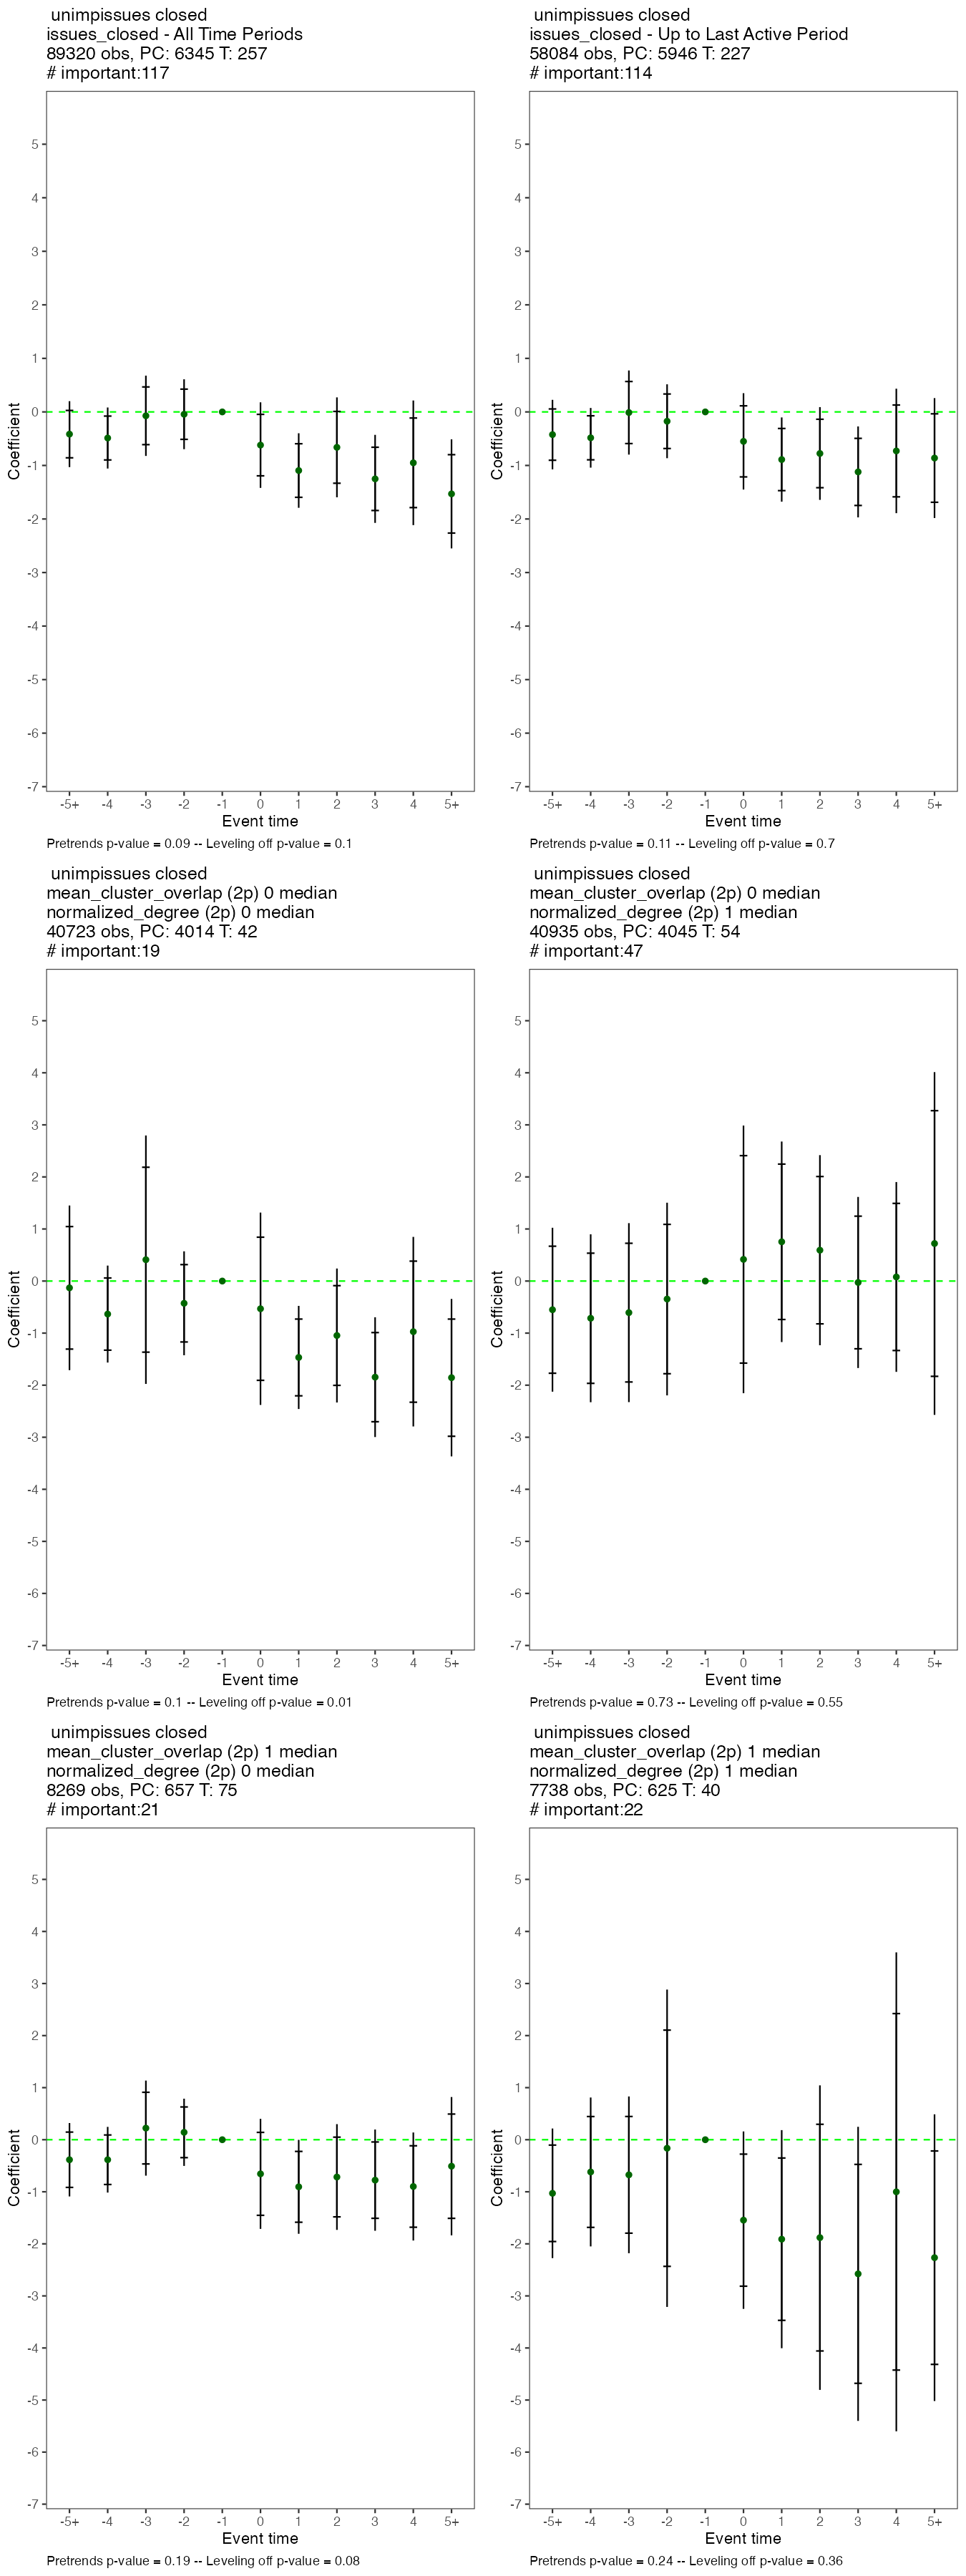 unimpissues closed
issues_closed - All Time Periods
89320 obs, PC: 6345 T: 257
# important:117
5
4
3
2
1
0
-1
-2
-3
-4
-5
-6
-7
Coefficient
-5+ -4 -3 -2 -1 0 1 2 3 4 5+
Event time
Pretrends p-value = 0.09 -- Leveling off p-value = 0.1
unimpissues closed
issues_closed - Up to Last Active Period
58084 obs, PC: 5946 T: 227
# important:114
5
4
3
2
1
0
-1
-2
-3
-4
-5
-6
-7
Coefficient
-5+ -4 -3 -2 -1 0 1 2 3 4 5+
Event time
Pretrends p-value = 0.11 -- Leveling off p-value = 0.7
unimpissues closed
mean_cluster_overlap (2p) 0 median
normalized_degree (2p) 0 median
40723 obs, PC: 4014 T: 42
# important:19
5
4
3
2
1
0
-1
-2
-3
-4
-5
-6
-7
Coefficient
-5+ -4 -3 -2 -1 0 1 2 3 4 5+
Event time
Pretrends p-value = 0.1 -- Leveling off p-value = 0.01
unimpissues closed
mean_cluster_overlap (2p) 0 median
normalized_degree (2p) 1 median
40935 obs, PC: 4045 T: 54
# important:47
5
4
3
2
1
0
-1
-2
-3
-4
-5
-6
-7
Coefficient
-5+ -4 -3 -2 -1 0 1 2 3 4 5+
Event time
Pretrends p-value = 0.73 -- Leveling off p-value = 0.55
unimpissues closed
mean_cluster_overlap (2p) 1 median
normalized_degree (2p) 0 median
8269 obs, PC: 657 T: 75
# important:21
5
4
3
2
1
0
-1
-2
-3
-4
-5
-6
-7
Coefficient
-5+ -4 -3 -2 -1 0 1 2 3 4 5+
Event time
Pretrends p-value = 0.19 -- Leveling off p-value = 0.08
unimpissues closed
mean_cluster_overlap (2p) 1 median
normalized_degree (2p) 1 median
7738 obs, PC: 625 T: 40
# important:22
5
4
3
2
1
0
-1
-2
-3
-4
-5
-6
-7
Coefficient
-5+ -4 -3 -2 -1 0 1 2 3 4 5+
Event time
Pretrends p-value = 0.24 -- Leveling off p-value = 0.36